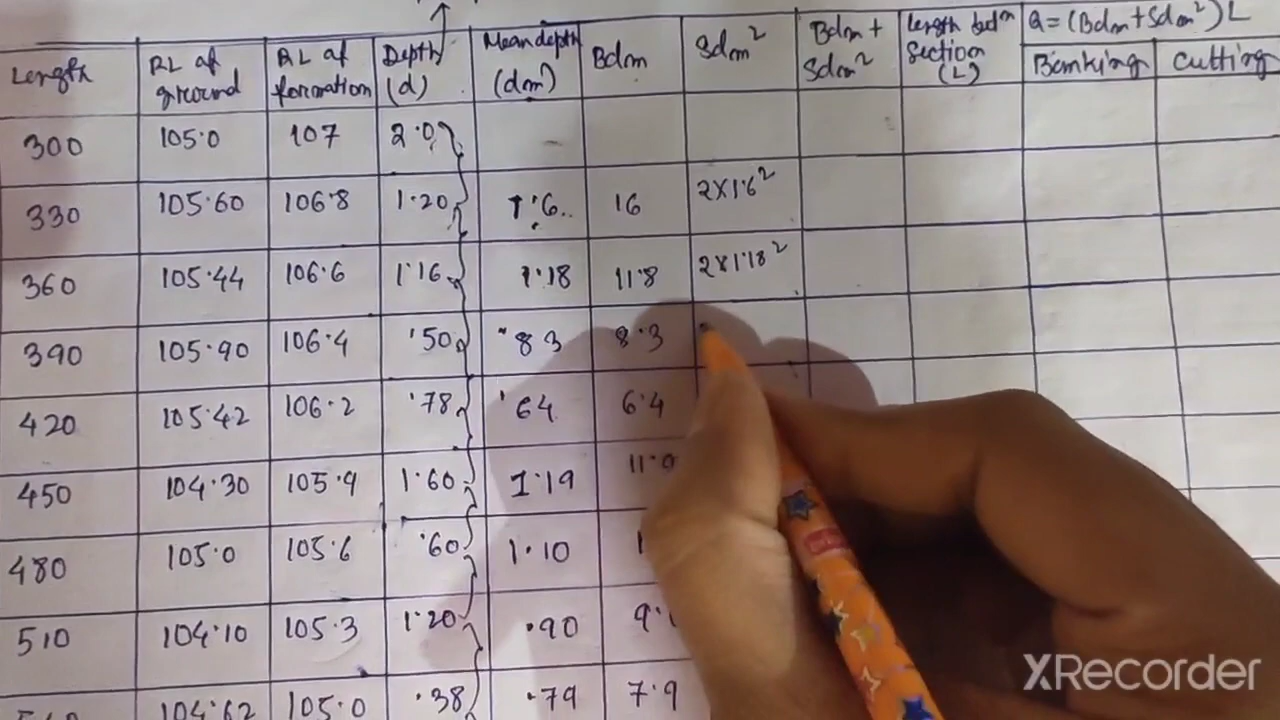 Length RL of ground RL of formation Depth (d) Mean depth (dm) Bdm Sdm² Bdm + Sdm² Length betⁿ section (L) Q = (Bdm + Sdm²) L Banking Cutting
300 105.0 107 2.0
330 105.60 106.8 1.20 1.6 16 2×1.6²
360 105.44 106.6 1.16 1.18 11.8 2×1.18²
390 105.90 106.4 .50 .83 8.3
420 105.42 106.2 .78 .64 6.4
450 104.30 105.9 1.60 1.19
480 105.0 105.6 .60 1.10
510 104.10 105.3 1.20 .90
104.62 105.0 .38 .79 7.9
XRecorder